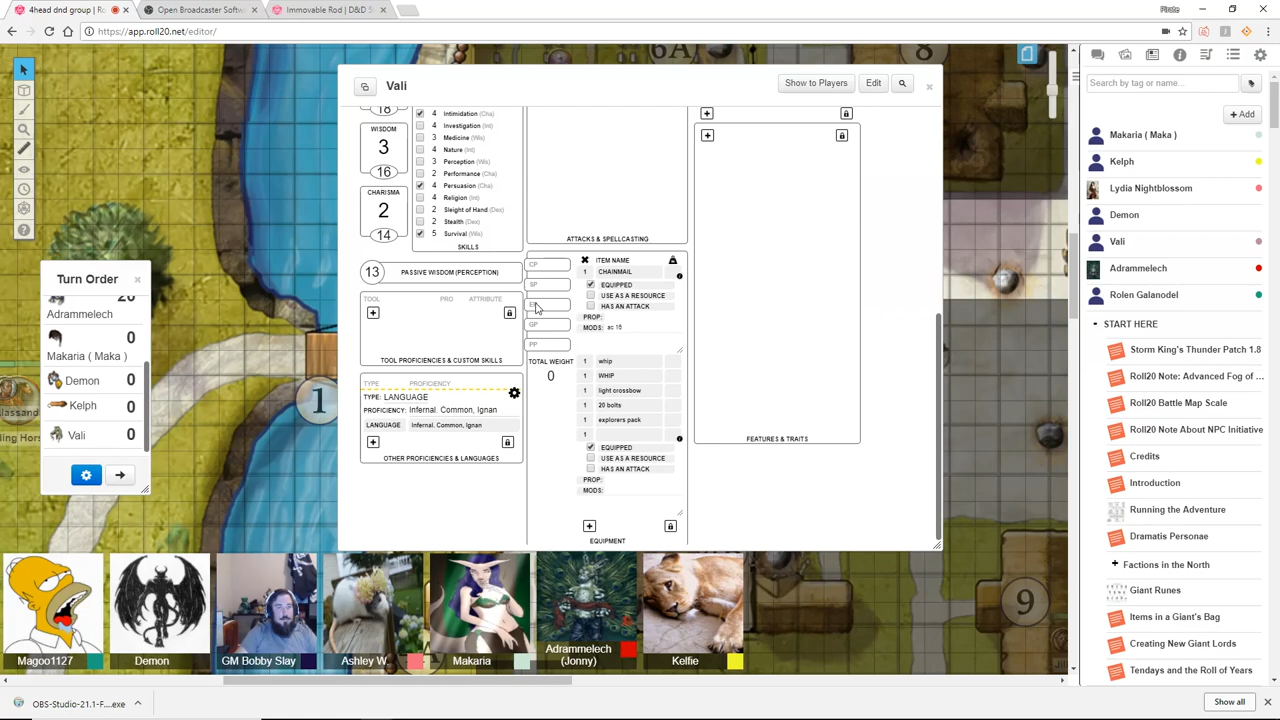 4head dnd group |
Open Broadcaster Softw
Immovable Rod | D&D 5
Pirate
https://app.roll20.net/editor/
6A
8
Vali
Show to Players
Edit
18
WISDOM
3
16
CHARISMA
2
14
4 Intimidation (Cha)
4 Investigation (Int)
3 Medicine (Wis)
4 Nature (Int)
3 Perception (Wis)
2 Performance (Cha)
4 Persuasion (Cha)
4 Religion (Int)
2 Sleight of Hand (Dex)
2 Stealth (Dex)
5 Survival (Wis)
SKILLS
13 PASSIVE WISDOM (PERCEPTION)
TOOL PRO ATTRIBUTE
TOOL PROFICIENCIES & CUSTOM SKILLS
TYPE PROFICIENCY
TYPE: LANGUAGE
PROFICIENCY: Infernal. Common, Ignan
LANGUAGE Infernal. Common, Ignan
OTHER PROFICIENCIES & LANGUAGES
ATTACKS & SPELLCASTING
CP
SP
GP
PP
TOTAL WEIGHT
0
ITEM NAME
1 CHAINMAIL
EQUIPPED
USE AS A RESOURCE
HAS AN ATTACK
PROP:
MODS: ac 16
1 whip
1 WHIP
1 light crossbow
1 20 bolts
1 explorers pack
1
EQUIPPED
USE AS A RESOURCE
HAS AN ATTACK
PROP:
MODS:
EQUIPMENT
FEATURES & TRAITS
Turn Order
20
Adrammelech
0
Makaria ( Maka )
Demon 0
Kelph 0
Vali 0
1
9
Magoo1127
Demon
GM Bobby Slay
Ashley W.
Makaria
Adrammelech
(Jonny)
Kelfie
Search by tag or name...
+ Add
Makaria ( Maka )
Kelph
Lydia Nightblossom
Demon
Vali
Adrammelech
Rolen Galanodel
START HERE
Storm King's Thunder Patch 1.8
Roll20 Note: Advanced Fog of ...
Roll20 Battle Map Scale
Roll20 Note About NPC Initiative
Credits
Introduction
Running the Adventure
Dramatis Personae
Factions in the North
Giant Runes
Items in a Giant's Bag
Creating New Giant Lords
Tendays and the Roll of Years
OBS-Studio-21.1-F....exe
Show all